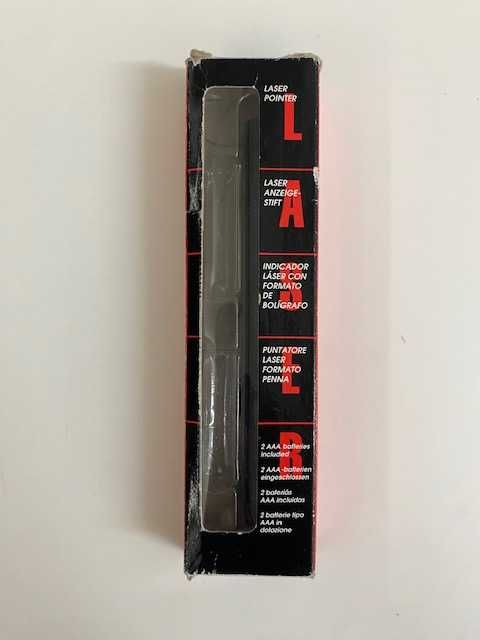 LASER
POINTER
L
LASER
ANZEIGE-
STIFT
A
INDICADOR
LÁSER CON
FORMATO
DE
BOLÍGRAFO
S
PUNTATORE
LASER
FORMATO
PENNA
E
R
2 AAA batteries
included
2 AAA-batterien
eingeschlossen
2 bateriás
AAA incluidas
2 batterie tipo
AAA in
dotazione